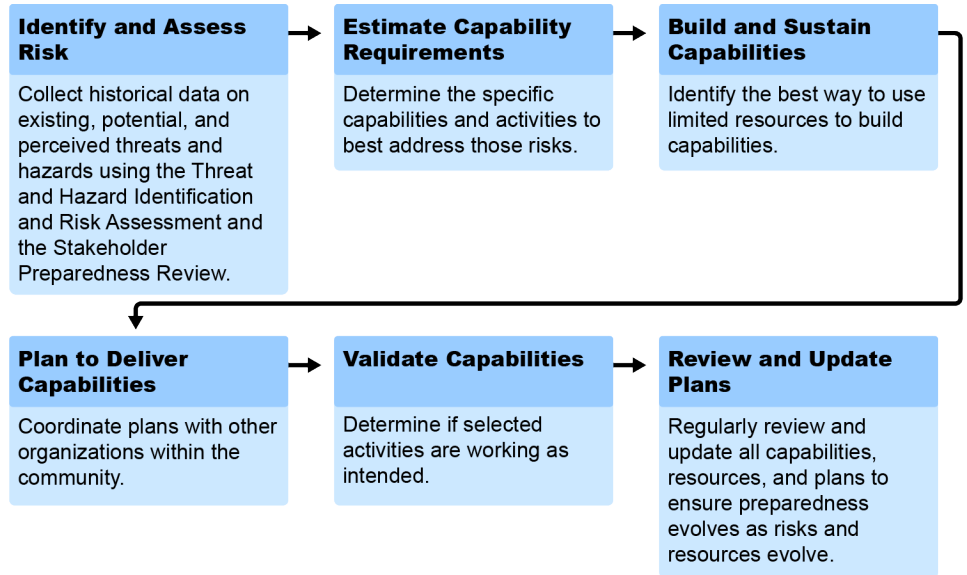 Identify and Assess
Risk
Collect historical data on
existing, potential, and
perceived threats and
hazards using the Threat
and Hazard Identification
and Risk Assessment and
the Stakeholder
Preparedness Review.
Estimate Capability
Requirements
Determine the specific
capabilities and activities to
best address those risks.
Build and Sustain
Capabilities
Identify the best way to use
limited resources to build
capabilities.
Plan to Deliver
Capabilities
Coordinate plans with other
organizations within the
community.
Validate Capabilities
Determine if selected
activities are working as
intended.
Review and Update
Plans
Regularly review and
update all capabilities,
resources, and plans to
ensure preparedness
evolves as risks and
resources evolve.